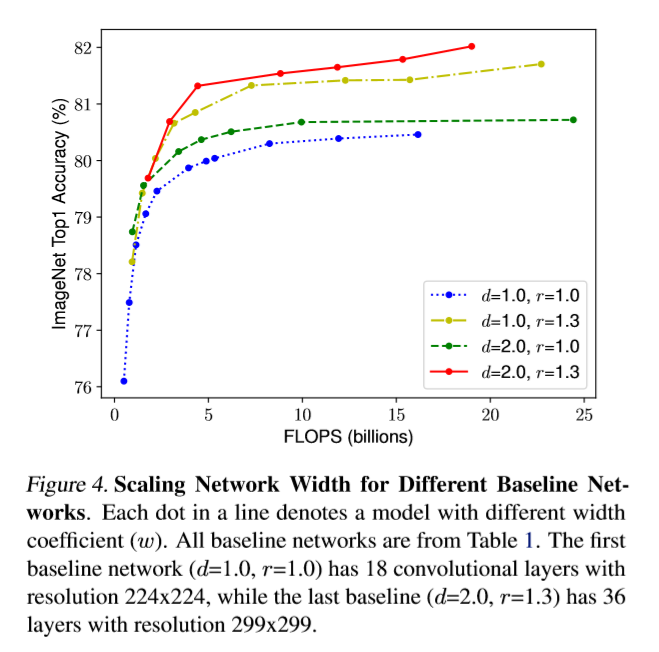 82
81
80
79
78
77
76
ImageNet Top1 Accuracy (%)
0 5 10 15 20 25
FLOPS (billions)
d=1.0, r=1.0
d=1.0, r=1.3
d=2.0, r=1.0
d=2.0, r=1.3
Figure 4. Scaling Network Width for Different Baseline Net-
works. Each dot in a line denotes a model with different width
coefficient (w). All baseline networks are from Table 1. The first
baseline network (d=1.0, r=1.0) has 18 convolutional layers with
resolution 224x224, while the last baseline (d=2.0, r=1.3) has 36
layers with resolution 299x299.